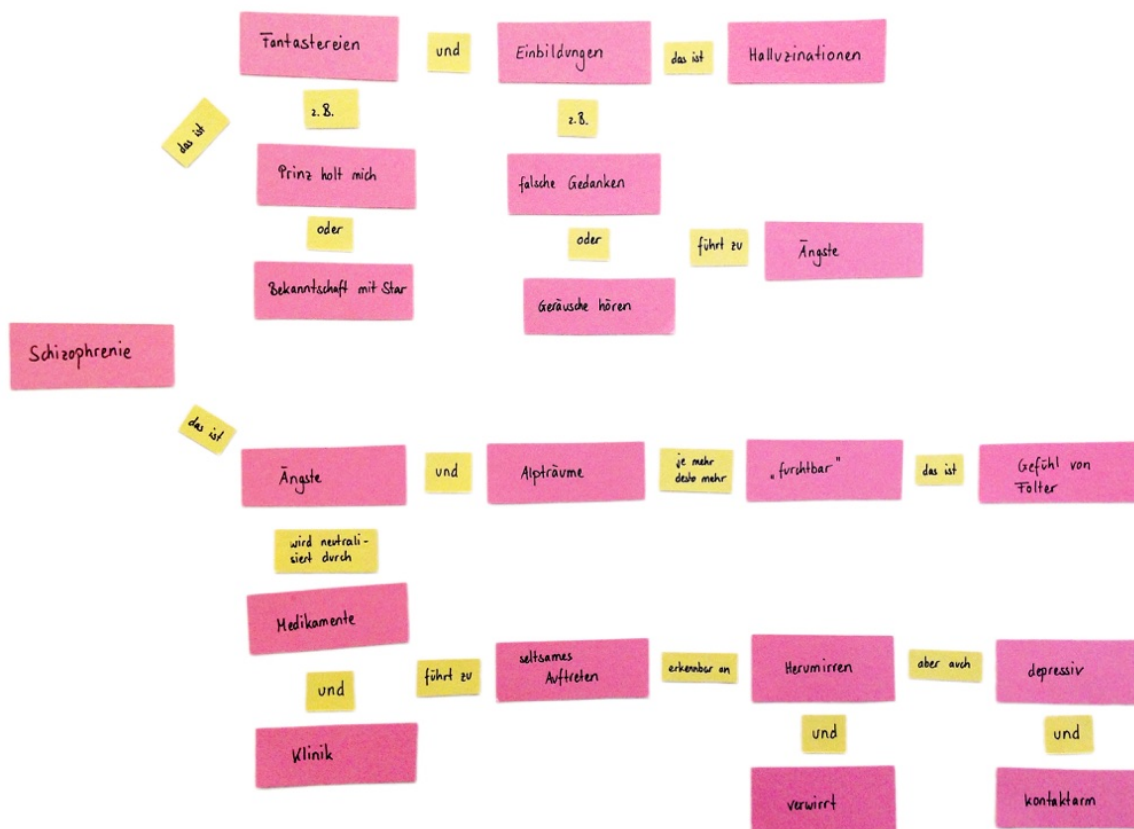 Fantastereien
und
Einbildungen
das ist
Halluzinationen
das ist
z.B.
z.B.
Prinz holt mich
falsche Gedanken
oder
oder
führt zu
Ängste
Bekanntschaft mit Star
Geräusche hören
Schizophrenie
das ist
Ängste
und
Alpträume
je mehr
desto mehr
"furchtbar"
das ist
Gefühl von
Folter
wird neutrali-
siert durch
Medikamente
und
führt zu
seltsames
Auftreten
erkennbar an
Herumirren
aber auch
depressiv
Klinik
und
und
verwirrt
kontaktarm